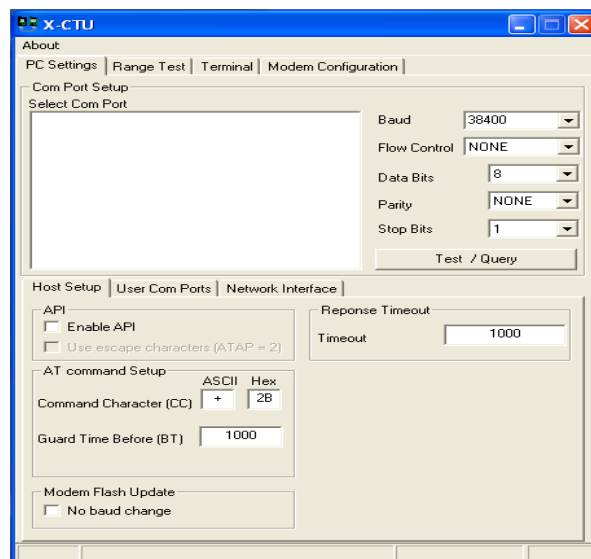 X-CTU
About
PC Settings Range Test Terminal Modem Configuration
Com Port Setup
Select Com Port
Baud 38400
Flow Control NONE
Data Bits 8
Parity NONE
Stop Bits 1
Test / Query
Host Setup User Com Ports Network Interface
API
Enable API
Use escape characters (ATAP = 2)
Reponse Timeout
Timeout 1000
AT command Setup
ASCII Hex
Command Character (CC) + 2B
Guard Time Before (BT) 1000
Modem Flash Update
No baud change